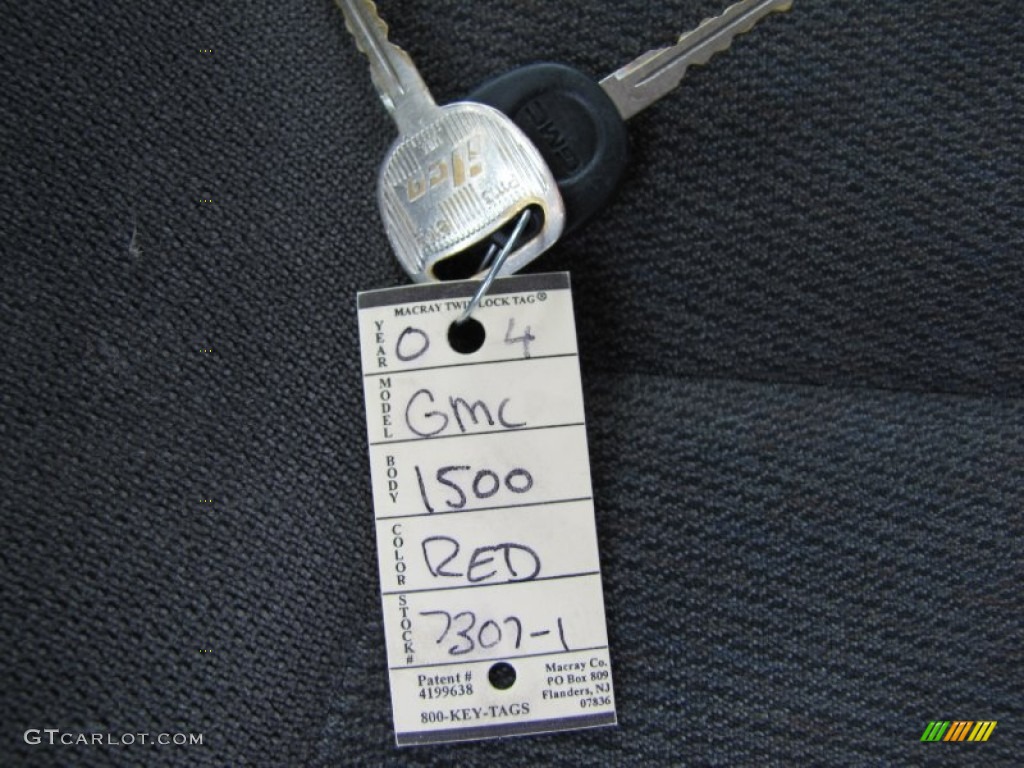 GMC
MACRAY TWIN LOCK TAG®
YEAR 0 4
MODEL GMC
BODY 1500
COLOR RED
STOCK# 7307-1
Patent #
4199638
800-KEY-TAGS
Macray Co.
PO Box 809
Flanders, NJ
07836
GTCARLOT.COM